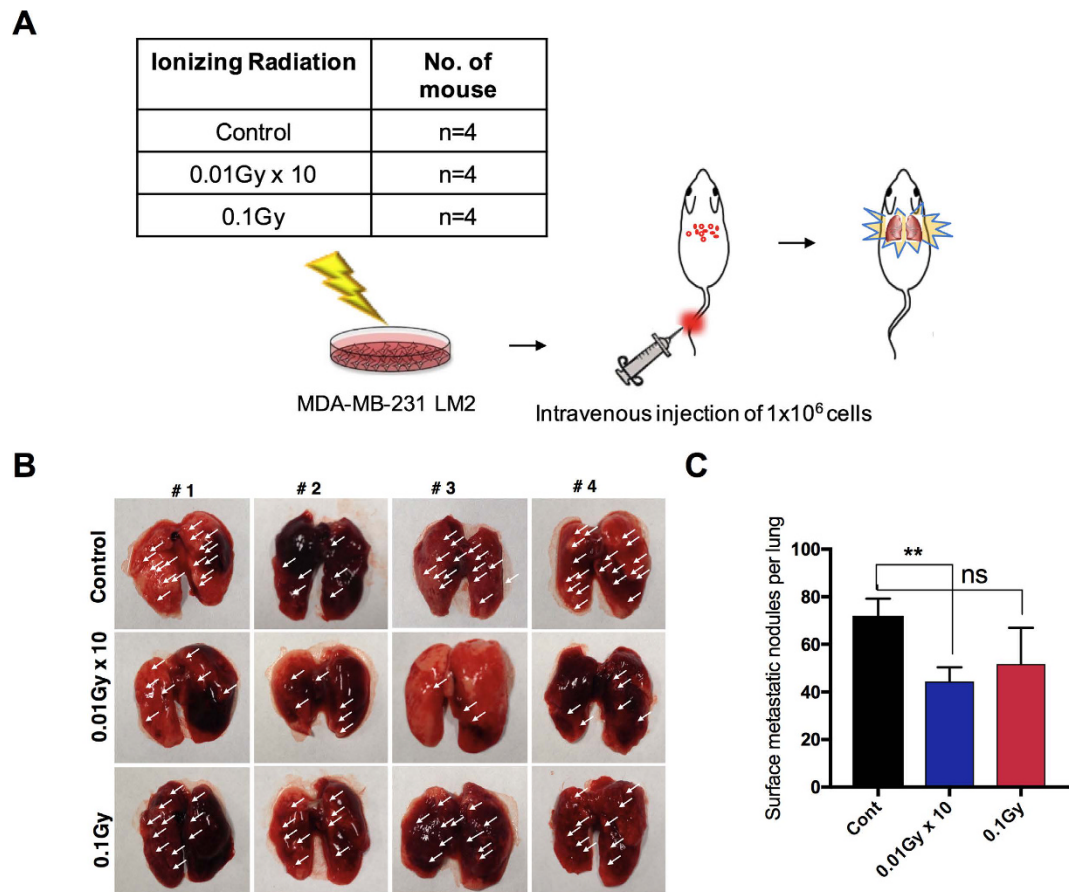 A
Ionizing Radiation No. of
mouse
Control n=4
0.01Gy x 10 n=4
0.1Gy n=4
MDA-MB-231 LM2
Intravenous injection of 1x10⁶ cells
B
# 1 # 2 # 3 # 4
Control
0.01Gy x 10
0.1Gy
C
Surface metastatic nodules per lung
100
80
60
40
20
0
**
ns
Cont
0.01Gy x 10
0.1Gy